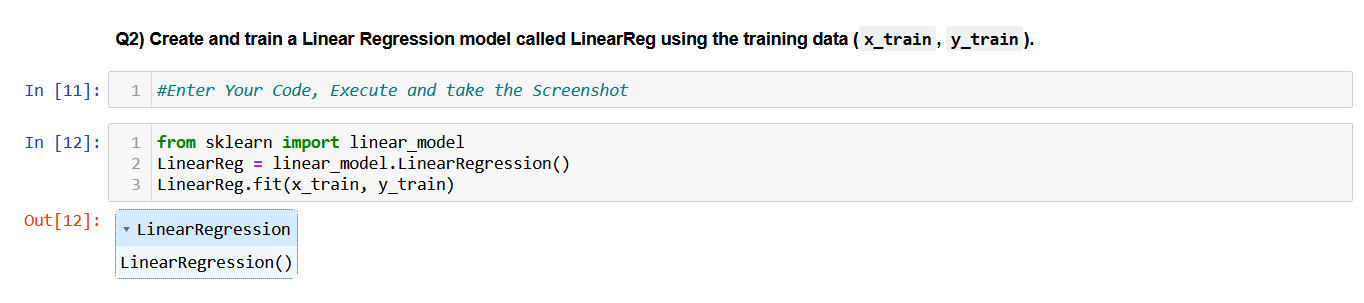 Q2) Create and train a Linear Regression model called LinearReg using the training data ( x_train, y_train ).
In [11]: 1 #Enter Your Code, Execute and take the Screenshot
In [12]: 1 from sklearn import linear_model
2 LinearReg = linear_model.LinearRegression()
3 LinearReg.fit(x_train, y_train)
Out[12]: ▾ LinearRegression
LinearRegression()